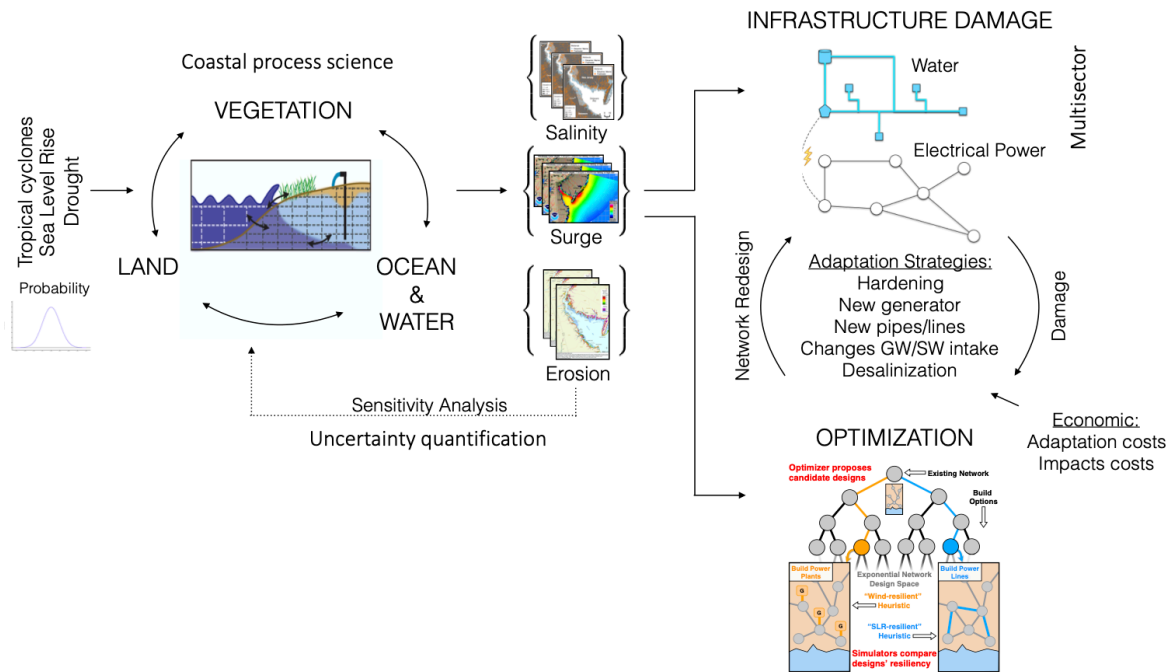 INFRASTRUCTURE DAMAGE
Coastal process science
VEGETATION
Tropical cyclones
Sea Level Rise
Drought
Probability
LAND
OCEAN
&
WATER
Salinity
Surge
Erosion
Sensitivity Analysis
Uncertainty quantification
Water
Electrical Power
Multisector
Network Redesign
Adaptation Strategies:
Hardening
New generator
New pipes/lines
Changes GW/SW intake
Desalinization
Damage
Economic:
Adaptation costs
Impacts costs
OPTIMIZATION
Optimizer proposes
candidate designs
Existing Network
Build
Options
Build Power
Plants
Exponential Network
Design Space
Build Power
Lines
G
G
G
"Wind-resilient"
Heuristic
"SLR-resilient"
Heuristic
Simulators compare
designs' resiliency